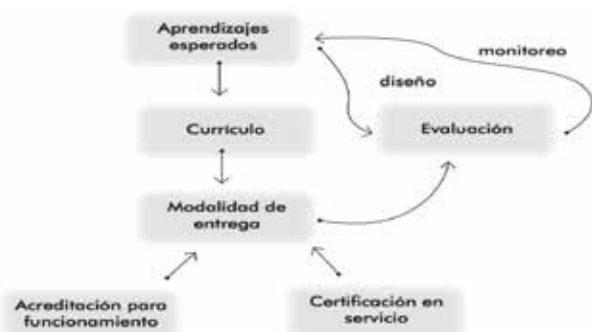 Aprendizajes
esperados
monitoreo
diseño
Currículo
Evaluación
Modalidad de
entrega
Acreditación para
funcionamiento
Certificación en
servicio